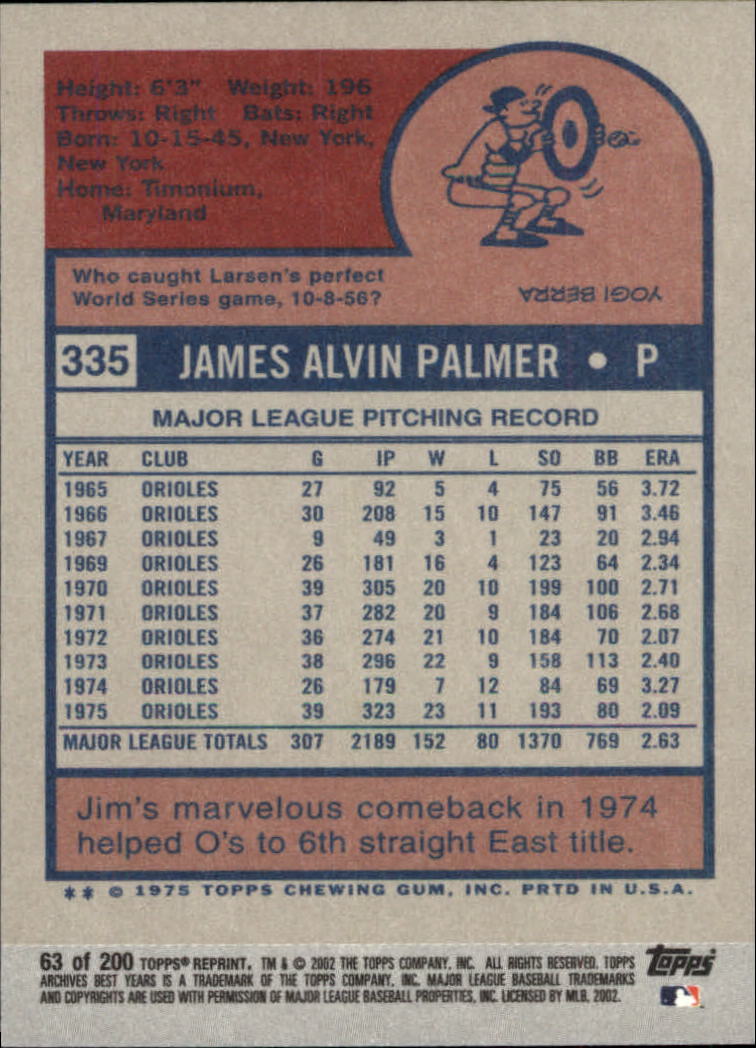 Height: 6'3" Weight: 196
Throws: Right Bats: Right
Born: 10-15-45, New York,
New York
Home: Timonium,
Maryland
Who caught Larsen's perfect
World Series game, 10-8-56?
YOGI BERRA
335 JAMES ALVIN PALMER • P
MAJOR LEAGUE PITCHING RECORD
YEAR CLUB G IP W L SO BB ERA
1965 ORIOLES 27 92 5 4 75 56 3.72
1966 ORIOLES 30 208 15 10 147 91 3.46
1967 ORIOLES 9 49 3 1 23 20 2.94
1969 ORIOLES 26 181 16 4 123 64 2.34
1970 ORIOLES 39 305 20 10 199 100 2.71
1971 ORIOLES 37 282 20 9 184 106 2.68
1972 ORIOLES 36 274 21 10 184 70 2.07
1973 ORIOLES 38 296 22 9 158 113 2.40
1974 ORIOLES 26 179 7 12 84 69 3.27
1975 ORIOLES 39 323 23 11 193 80 2.09
MAJOR LEAGUE TOTALS 307 2189 152 80 1370 769 2.63
Jim's marvelous comeback in 1974
helped O's to 6th straight East title.
** © 1975 TOPPS CHEWING GUM, INC. PRTD IN U.S.A.
63 of 200 TOPPS® REPRINT. TM & © 2002 THE TOPPS COMPANY, INC. ALL RIGHTS RESERVED. TOPPS
ARCHIVES BEST YEARS IS A TRADEMARK OF THE TOPPS COMPANY, INC. MAJOR LEAGUE BASEBALL TRADEMARKS
AND COPYRIGHTS ARE USED WITH PERMISSION OF MAJOR LEAGUE BASEBALL PROPERTIES, INC. LICENSED BY MLB, 2002.
Topps